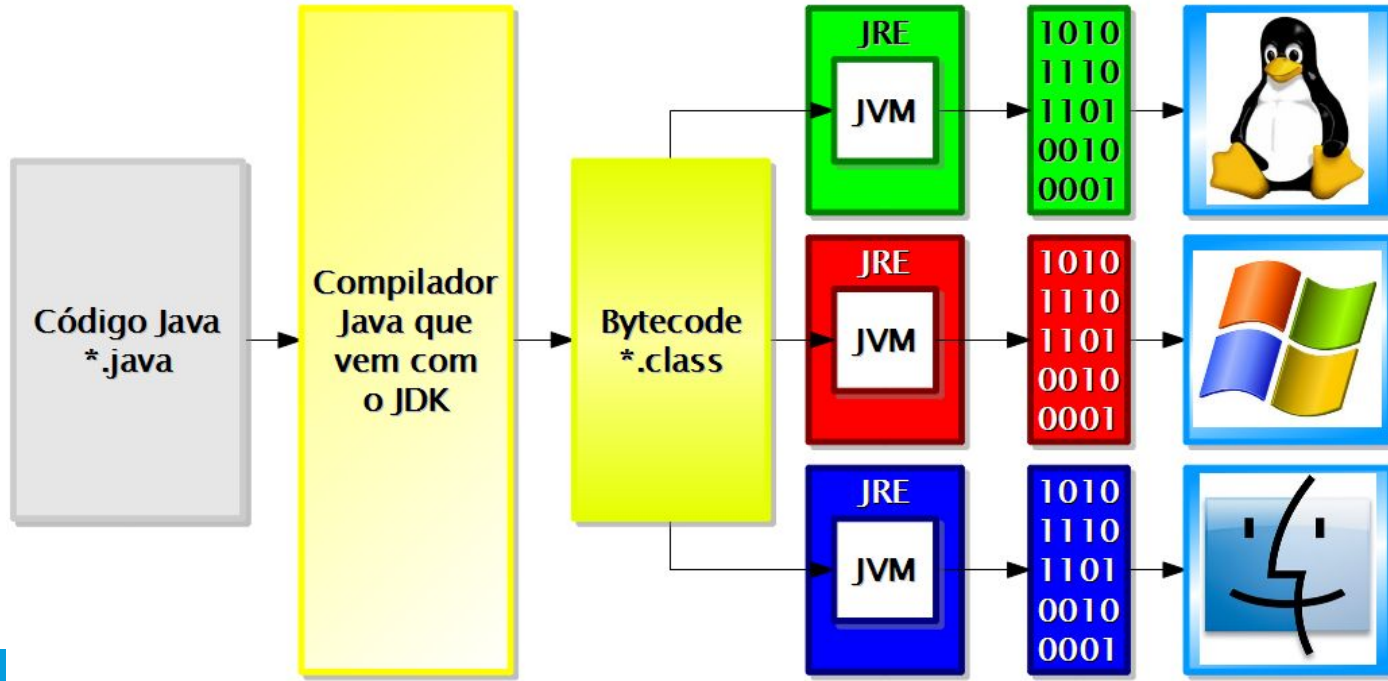 Código Java
*.java
Compilador
Java que
vem com
o JDK
Bytecode
*.class
JRE
JVM
1010
1110
1101
0010
0001
JRE
JVM
1010
1110
1101
0010
0001
JRE
JVM
1010
1110
1101
0010
0001